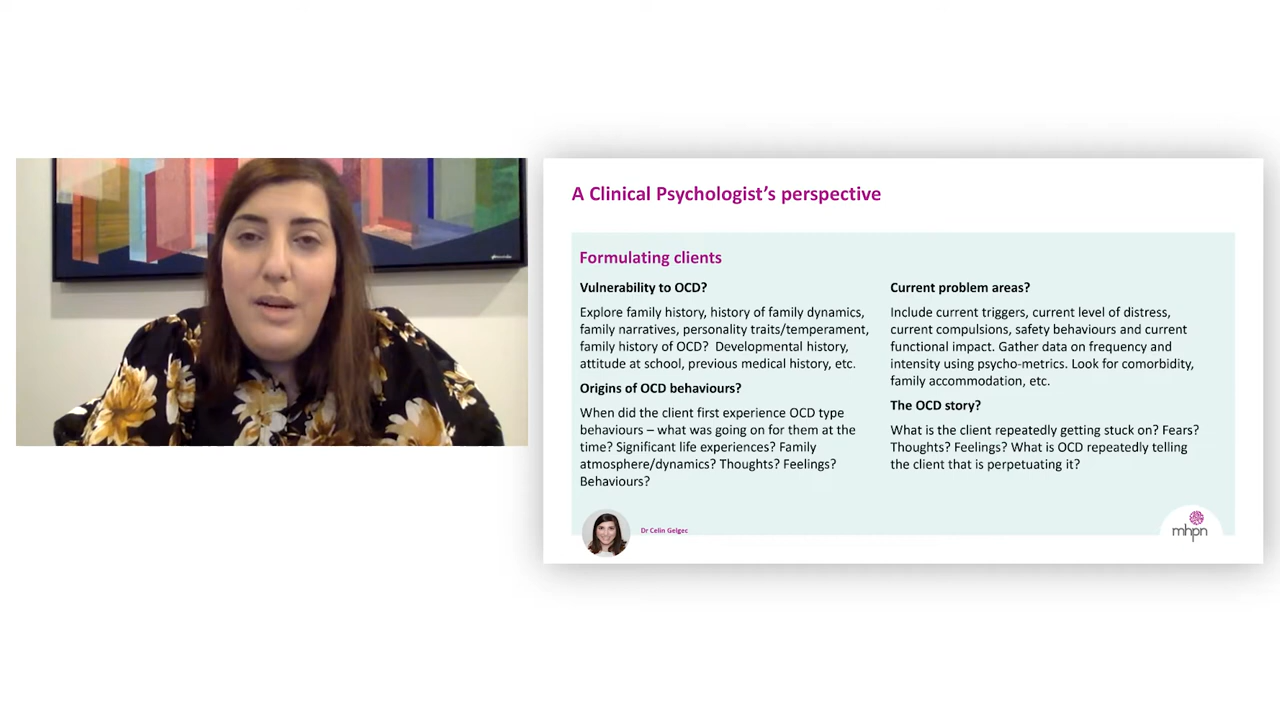 A Clinical Psychologist’s perspective
Formulating clients
Vulnerability to OCD?
Explore family history, history of family dynamics,
family narratives, personality traits/temperament,
family history of OCD?  Developmental history,
attitude at school, previous medical history, etc.
Origins of OCD behaviours?
When did the client first experience OCD type
behaviours – what was going on for them at the
time? Significant life experiences? Family
atmosphere/dynamics? Thoughts? Feelings?
Behaviours?
Current problem areas?
Include current triggers, current level of distress,
current compulsions, safety behaviours and current
functional impact. Gather data on frequency and
intensity using psycho-metrics. Look for comorbidity,
family accommodation, etc.
The OCD story?
What is the client repeatedly getting stuck on? Fears?
Thoughts? Feelings? What is OCD repeatedly telling
the client that is perpetuating it?
Dr Celin Gelgec
mhpn